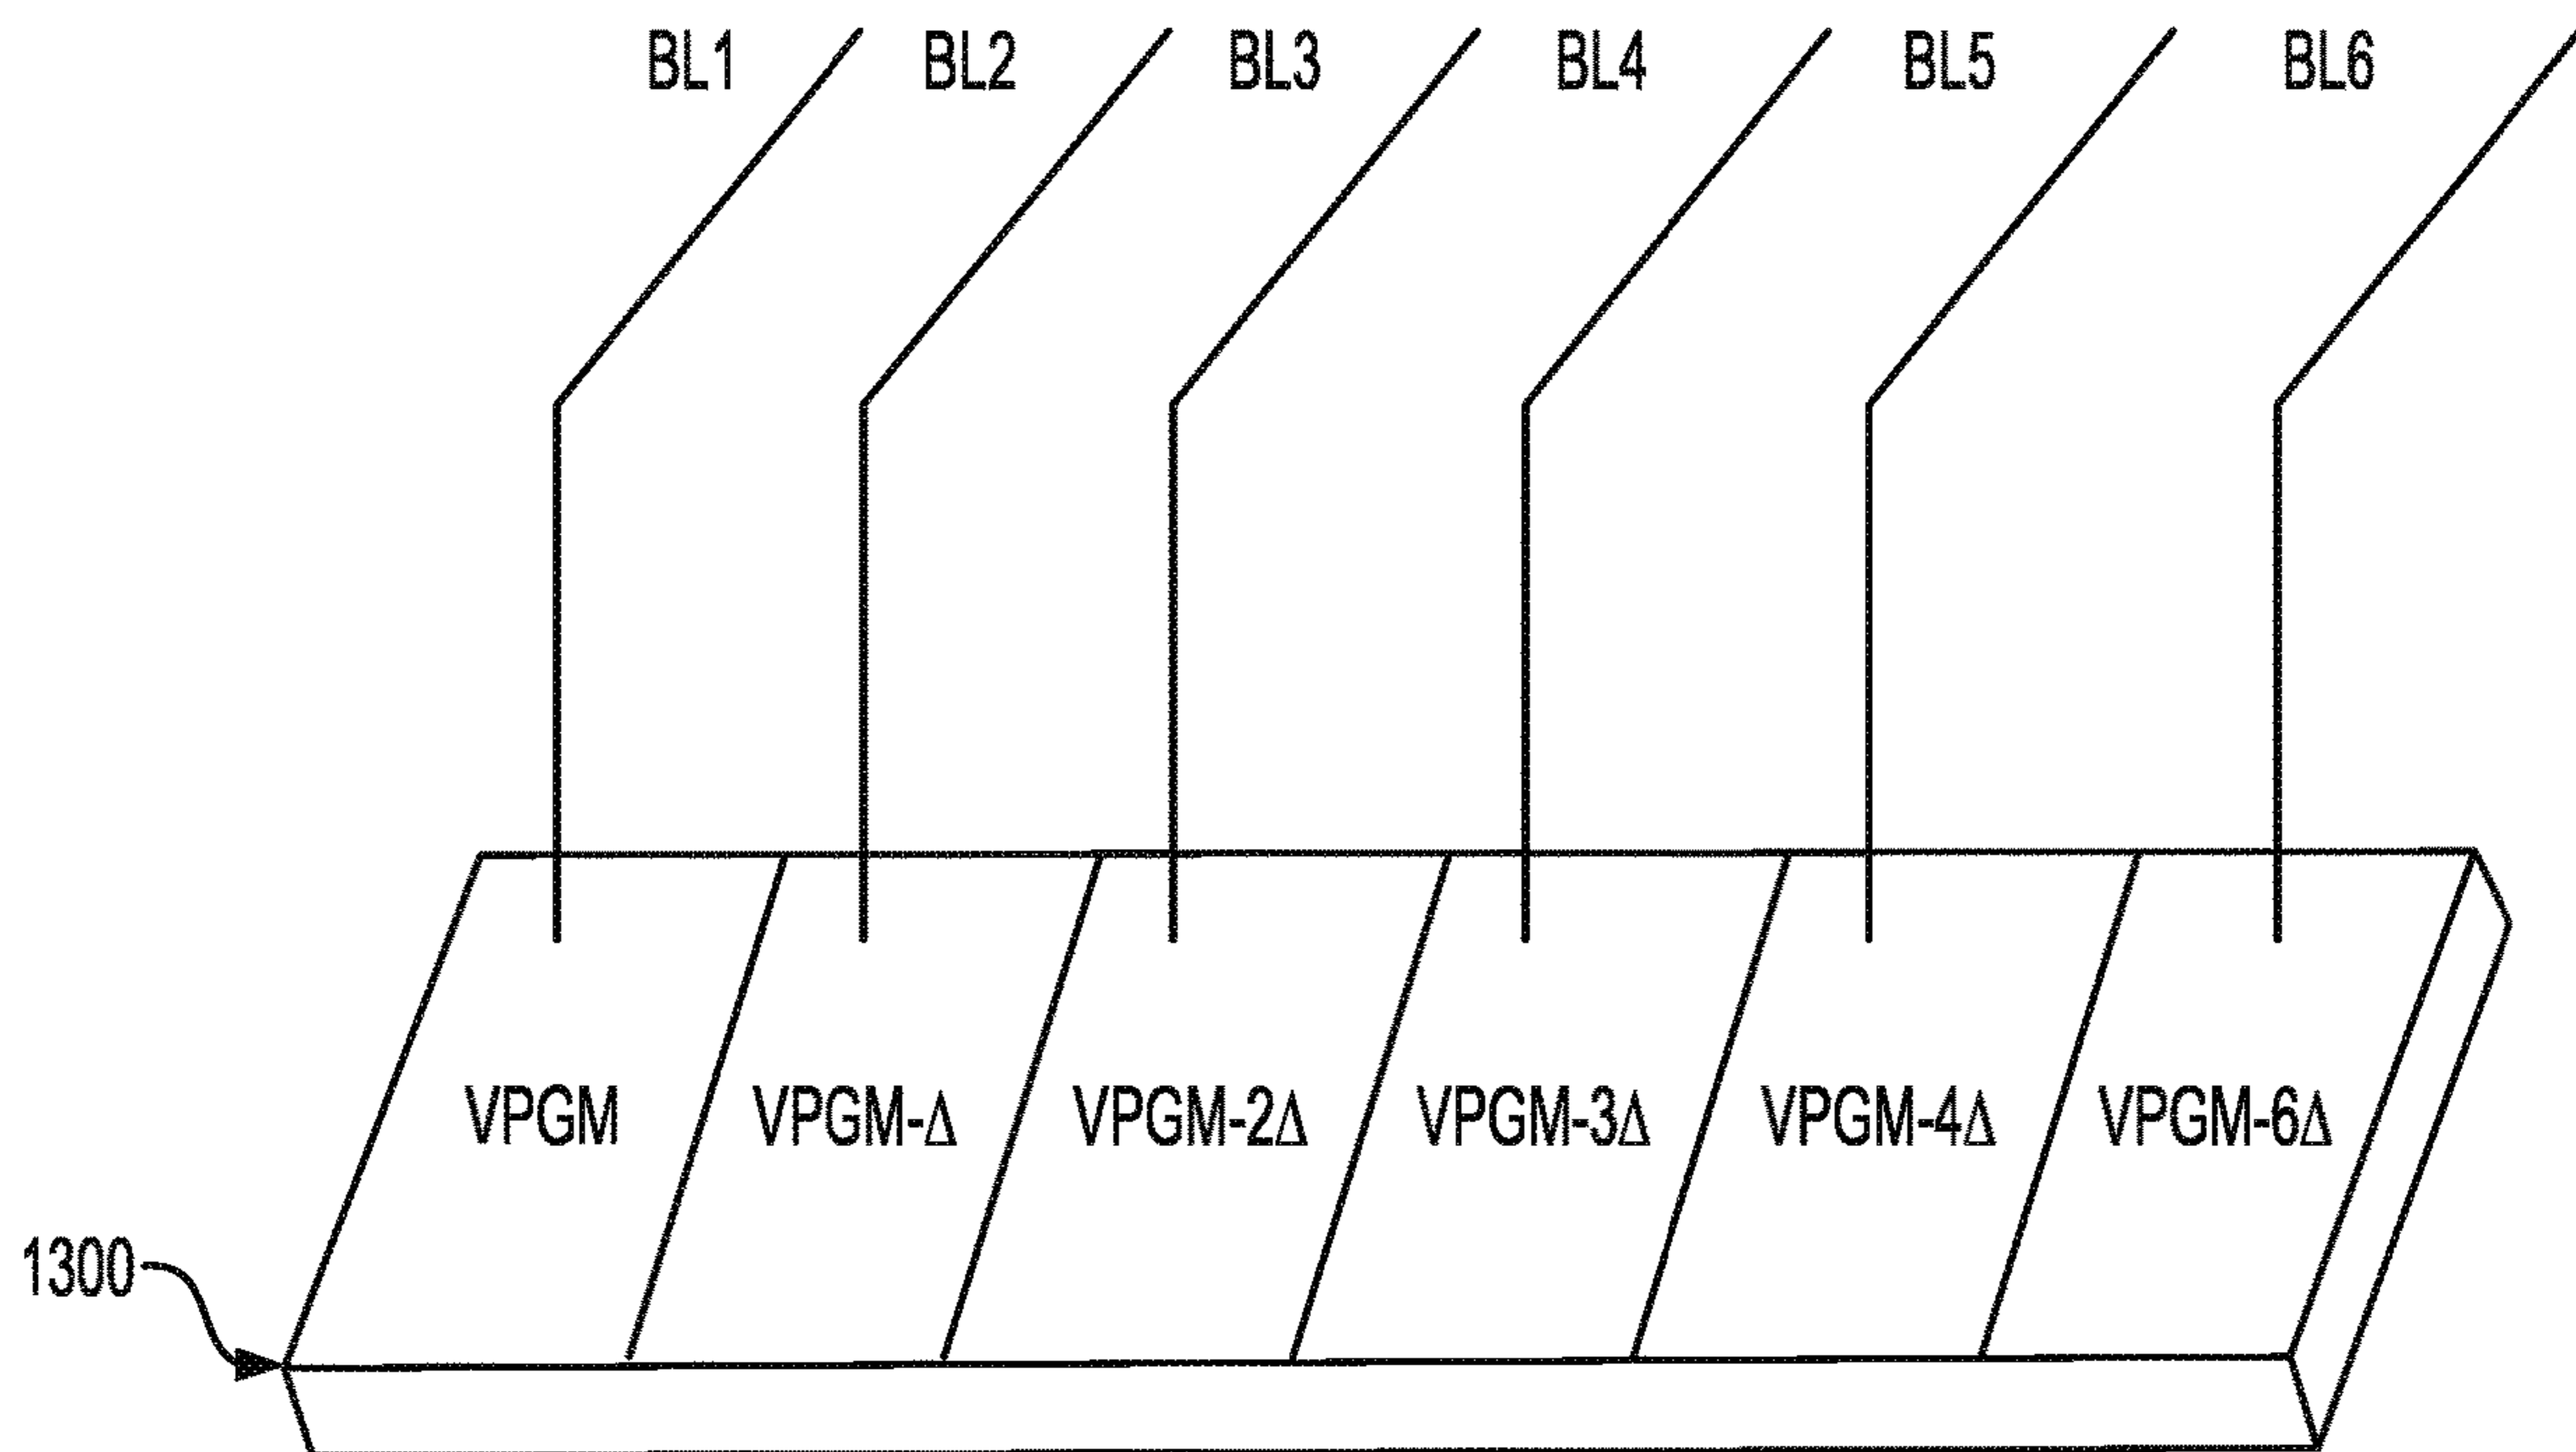 BL1 BL2 BL3 BL4 BL5 BL6
VPGM VPGM-Δ VPGM-2Δ VPGM-3Δ VPGM-4Δ VPGM-6Δ
1300